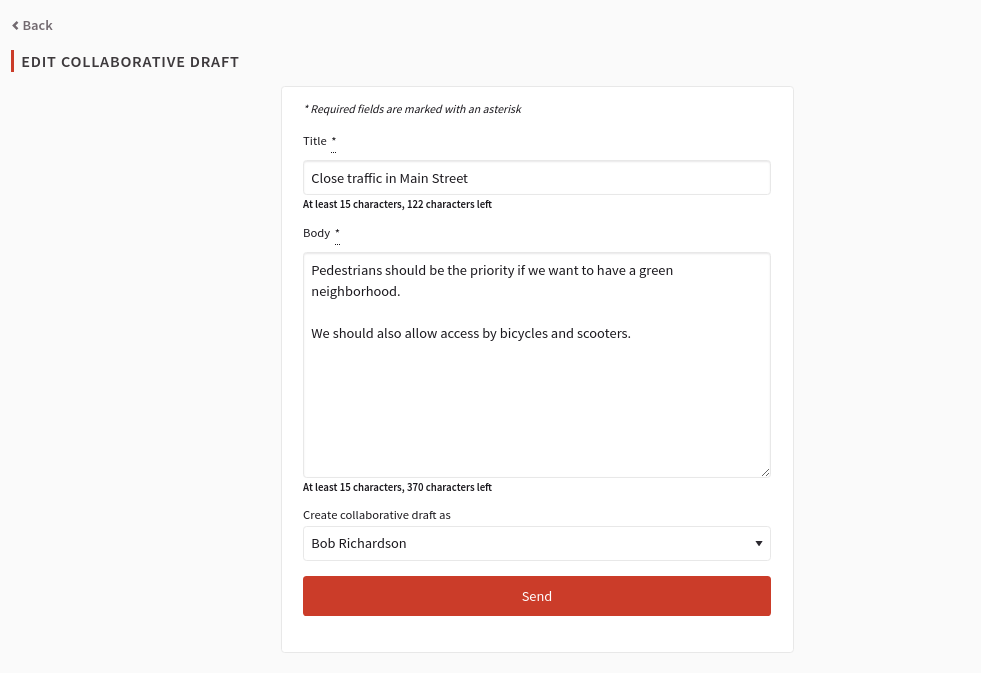 Back
EDIT COLLABORATIVE DRAFT
* Required fields are marked with an asterisk
Title *
Close traffic in Main Street
At least 15 characters, 122 characters left
Body *
Pedestrians should be the priority if we want to have a green
neighborhood.
We should also allow access by bicycles and scooters.
At least 15 characters, 370 characters left
Create collaborative draft as
Bob Richardson
Send